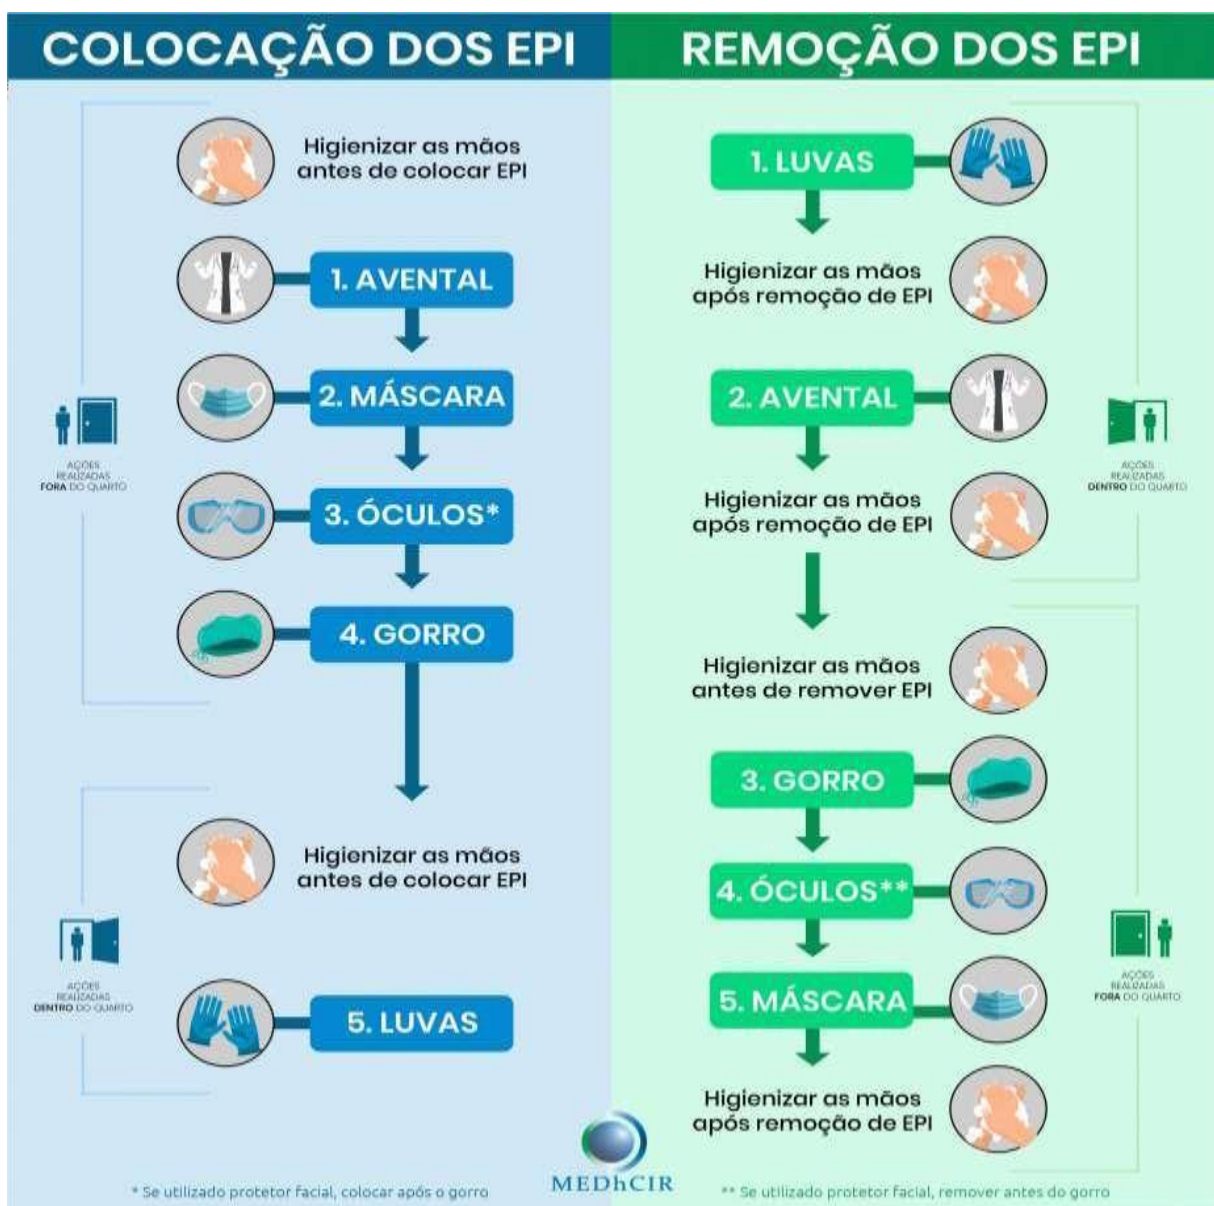 COLOCAÇÃO DOS EPI
Higienizar as mãos
antes de colocar EPI
1. AVENTAL
2. MÁSCARA
3. ÓCULOS*
4. GORRO
AÇÕES
REALIZADAS
FORA DO QUARTO
Higienizar as mãos
antes de colocar EPI
5. LUVAS
AÇÕES
REALIZADAS
DENTRO DO QUARTO
* Se utilizado protetor facial, colocar após o gorro
REMOÇÃO DOS EPI
1. LUVAS
Higienizar as mãos
após remoção de EPI
2. AVENTAL
Higienizar as mãos
após remoção de EPI
AÇÕES
REALIZADAS
DENTRO DO QUARTO
Higienizar as mãos
antes de remover EPI
3. GORRO
4. ÓCULOS**
5. MÁSCARA
Higienizar as mãos
após remoção de EPI
AÇÕES
REALIZADAS
FORA DO QUARTO
** Se utilizado protetor facial, remover antes do gorro
MEDhCIR